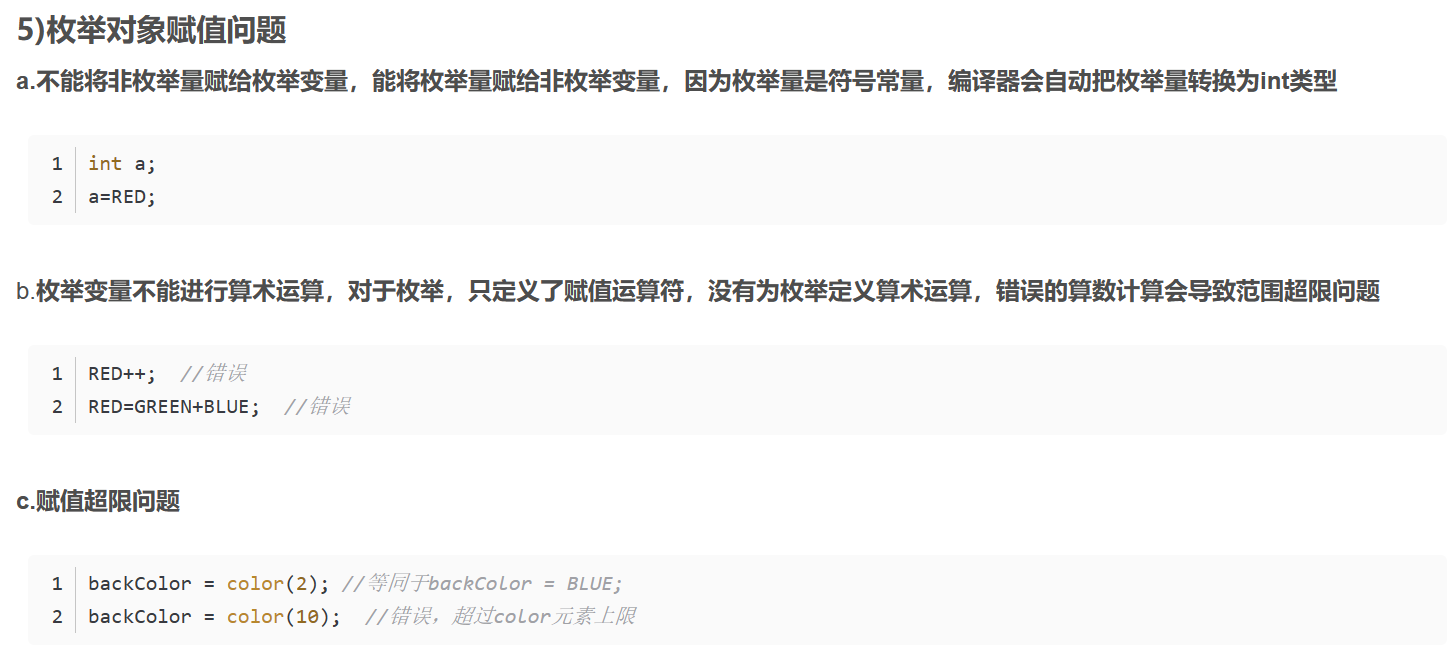 5)枚举对象赋值问题
a.不能将非枚举量赋给枚举变量，能将枚举量赋给非枚举变量，因为枚举量是符号常量，编译器会自动把枚举量转换为int类型
1 int a;
2 a=RED;
b.枚举变量不能进行算术运算，对于枚举，只定义了赋值运算符，没有为枚举定义算术运算，错误的算数计算会导致范围超限问题
1 RED++;  //错误
2 RED=GREEN+BLUE;  //错误
c.赋值超限问题
1 backColor = color(2); //等同于backColor = BLUE;
2 backColor = color(10);  //错误，超过color元素上限